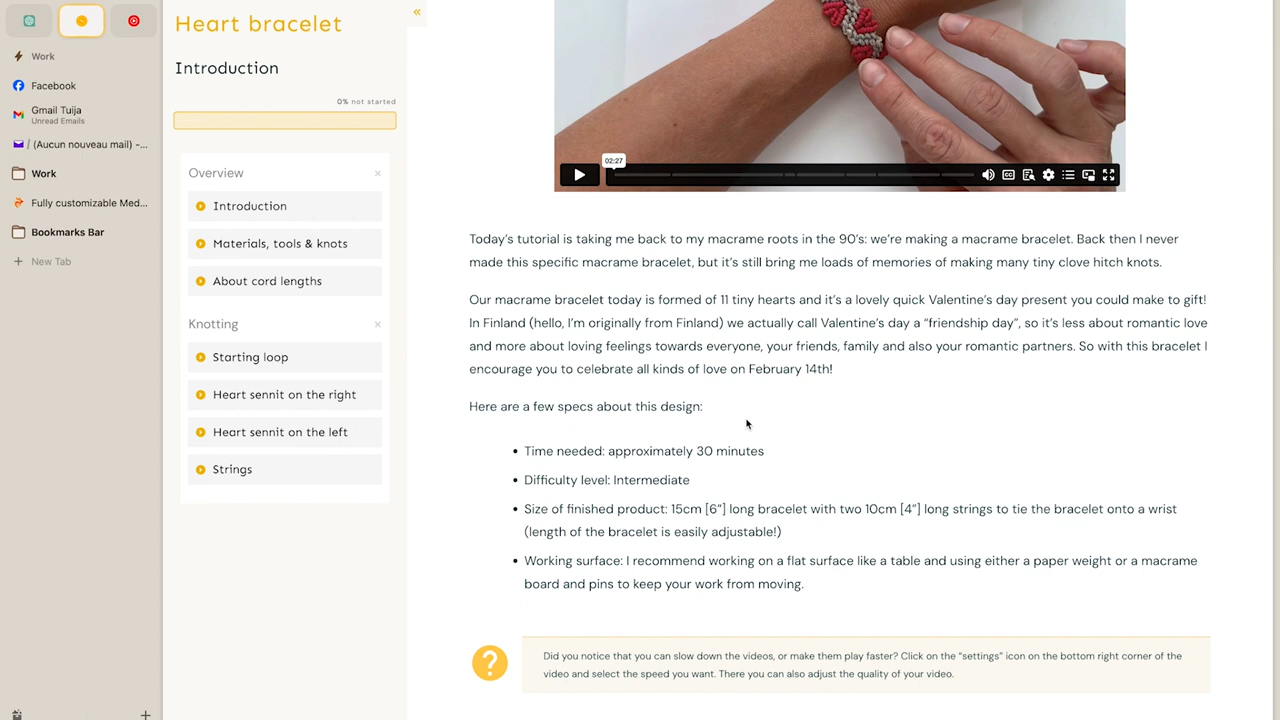 Work
Facebook
Gmail Tuija
Unread Emails
/ (Aucun nouveau mail) -...
Work
Fully customizable Med...
Bookmarks Bar
New Tab
Heart bracelet
Introduction
0% not started
Overview
Introduction
Materials, tools & knots
About cord lengths
Knotting
Starting loop
Heart sennit on the right
Heart sennit on the left
Strings
02:27
CC
Today's tutorial is taking me back to my macrame roots in the 90's: we're making a macrame bracelet. Back then I never
made this specific macrame bracelet, but it's still bring me loads of memories of making many tiny clove hitch knots.
Our macrame bracelet today is formed of 11 tiny hearts and it's a lovely quick Valentine's day present you could make to gift!
In Finland (hello, I'm originally from Finland) we actually call Valentine's day a "friendship day", so it's less about romantic love
and more about loving feelings towards everyone, your friends, family and also your romantic partners. So with this bracelet I
encourage you to celebrate all kinds of love on February 14th!
Here are a few specs about this design:
Time needed: approximately 30 minutes
Difficulty level: Intermediate
Size of finished product: 15cm [6"] long bracelet with two 10cm [4"] long strings to tie the bracelet onto a wrist
(length of the bracelet is easily adjustable!)
Working surface: I recommend working on a flat surface like a table and using either a paper weight or a macrame
board and pins to keep your work from moving.
Did you notice that you can slow down the videos, or make them play faster? Click on the "settings" icon on the bottom right corner of the
video and select the speed you want. There you can also adjust the quality of your video.